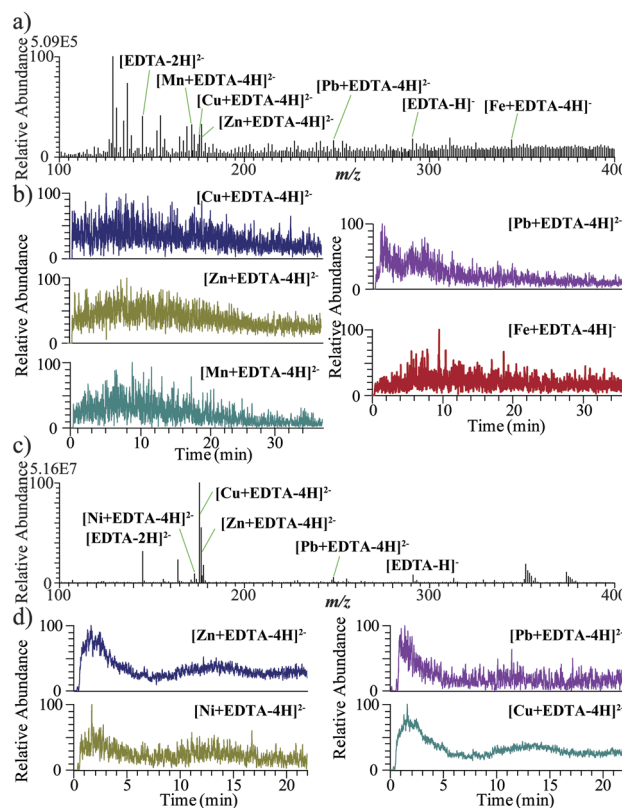 a)
5.09E5
100
Relative Abundance
0
[EDTA-2H]²⁻
[Mn+EDTA-4H]²⁻
[Cu+EDTA-4H]²⁻
[Zn+EDTA-4H]²⁻
[Pb+EDTA-4H]²⁻
[EDTA-H]⁻
[Fe+EDTA-4H]⁻
100 200 300 400
m/z
b)
Relative Abundance
100
0
[Cu+EDTA-4H]²⁻
100
0
[Zn+EDTA-4H]²⁻
100
0
[Mn+EDTA-4H]²⁻
0 10 20 30
Time (min)
Relative Abundance
100
0
[Pb+EDTA-4H]²⁻
100
0
[Fe+EDTA-4H]⁻
0 10 20 30
Time (min)
c)
5.16E7
100
Relative Abundance
0
[Cu+EDTA-4H]²⁻
[Ni+EDTA-4H]²⁻
[Zn+EDTA-4H]²⁻
[EDTA-2H]²⁻
[Pb+EDTA-4H]²⁻
[EDTA-H]⁻
100 200 300 400
m/z
d)
Relative Abundance
100
0
[Zn+EDTA-4H]²⁻
100
0
[Ni+EDTA-4H]²⁻
0 5 10 15 20
Time (min)
Relative Abundance
100
0
[Pb+EDTA-4H]²⁻
100
0
[Cu+EDTA-4H]²⁻
0 5 10 15 20
Time (min)